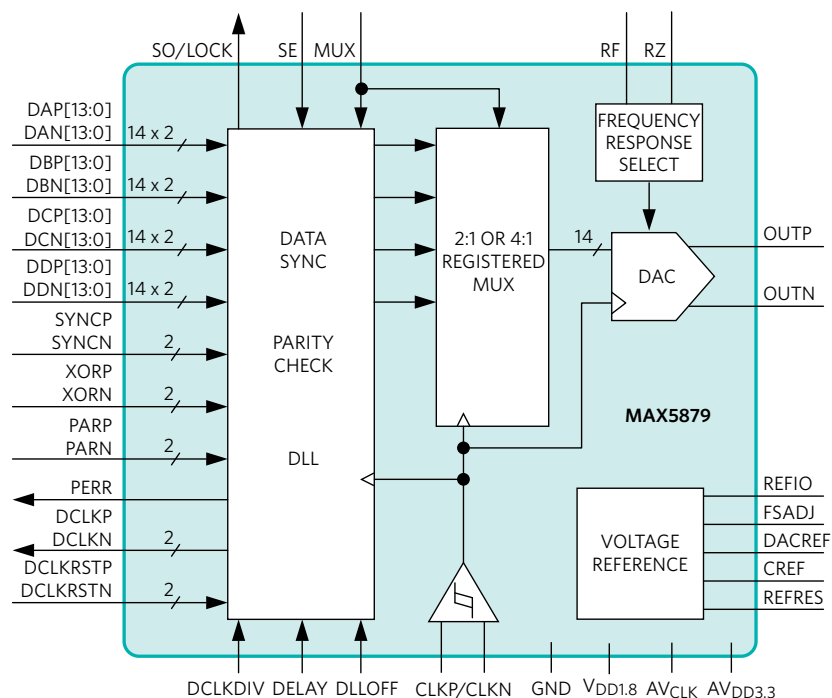 SO/LOCK
SE
MUX
RF
RZ
DAP[13:0]
DAN[13:0]
14 x 2
DBP[13:0]
DBN[13:0]
14 x 2
DCP[13:0]
DCN[13:0]
14 x 2
DDP[13:0]
DDN[13:0]
14 x 2
SYNCP
SYNCN
2
XORP
XORN
2
PARP
PARN
2
PERR
DCLKP
DCLKN
2
DCLKRSTP
DCLKRSTN
2
DATA
SYNC
PARITY
CHECK
DLL
2:1 OR 4:1
REGISTERED
MUX
14
FREQUENCY
RESPONSE
SELECT
DAC
OUTP
OUTN
MAX5879
VOLTAGE
REFERENCE
REFIO
FSADJ
DACREF
CREF
REFRES
DCLKDIV
DELAY
DLLOFF
CLKP/CLKN
GND
VDD1.8
AVCLK
AVDD3.3